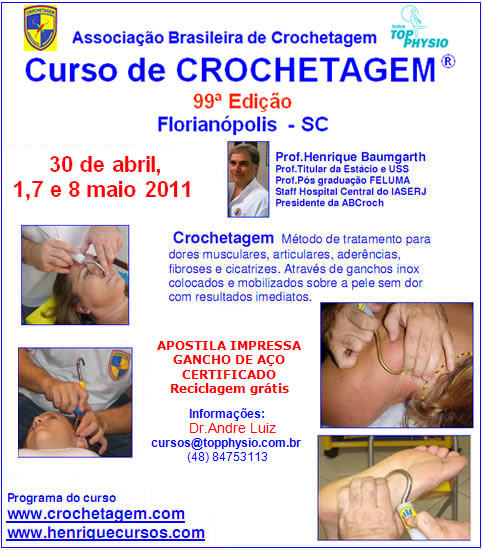 CROCHETAGEM
Associação Brasileira de Crochetagem
TOP PHYSIO
Curso de CROCHETAGEM ®
99ª Edição
Florianópolis - SC
30 de abril,
1,7 e 8 maio 2011
Prof.Henrique Baumgarth
Prof.Titular da Estácio e USS
Prof.Pós graduação FELUMA
Staff Hospital Central do IASERJ
Presidente da ABCroch
Crochetagem Método de tratamento para
dores musculares, articulares, aderências,
fibroses e cicatrizes. Através de ganchos inox
colocados e mobilizados sobre a pele sem dor
com resultados imediatos.
APOSTILA IMPRESSA
GANCHO DE AÇO
CERTIFICADO
Reciclagem grátis
Informações:
Dr.Andre Luiz
cursos@topphysio.com.br
(48) 84753113
Programa do curso
www.crochetagem.com
www.henriquecursos.com